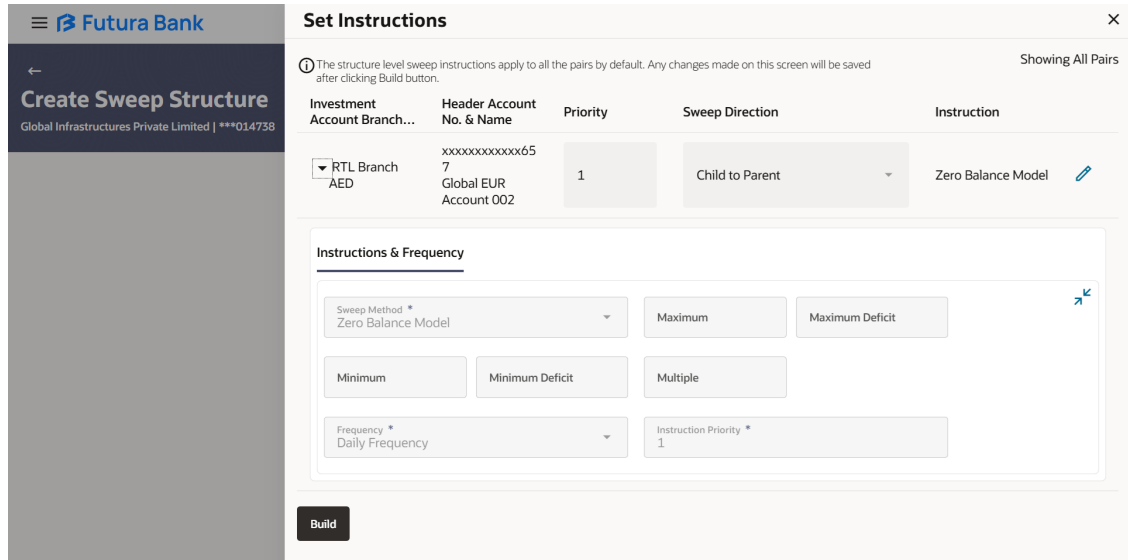 Futura Bank
Create Sweep Structure
Global Infrastructures Private Limited | ***014738
Set Instructions
The structure level sweep instructions apply to all the pairs by default. Any changes made on this screen will be saved
after clicking Build button.
Showing All Pairs
Investment
Account Branch...
Header Account
No. & Name
Priority
Sweep Direction
Instruction
RTL Branch
AED
xxxxxxxxxxxx65
7
Global EUR
Account 002
1
Child to Parent
Zero Balance Model
Instructions & Frequency
Sweep Method *
Zero Balance Model
Maximum
Maximum Deficit
Minimum
Minimum Deficit
Multiple
Frequency *
Daily Frequency
Instruction Priority *
1
Build